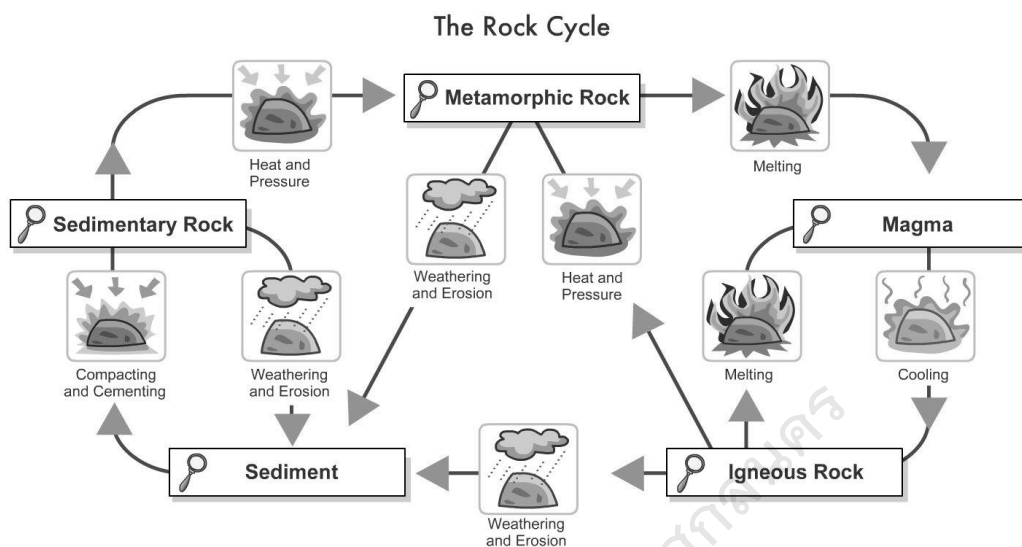 The Rock Cycle
Metamorphic Rock
Heat and
Pressure
Melting
Sedimentary Rock
Magma
Weathering
and Erosion
Heat and
Pressure
Compacting
and Cementing
Weathering
and Erosion
Melting
Cooling
Sediment
Igneous Rock
Weathering
and Erosion